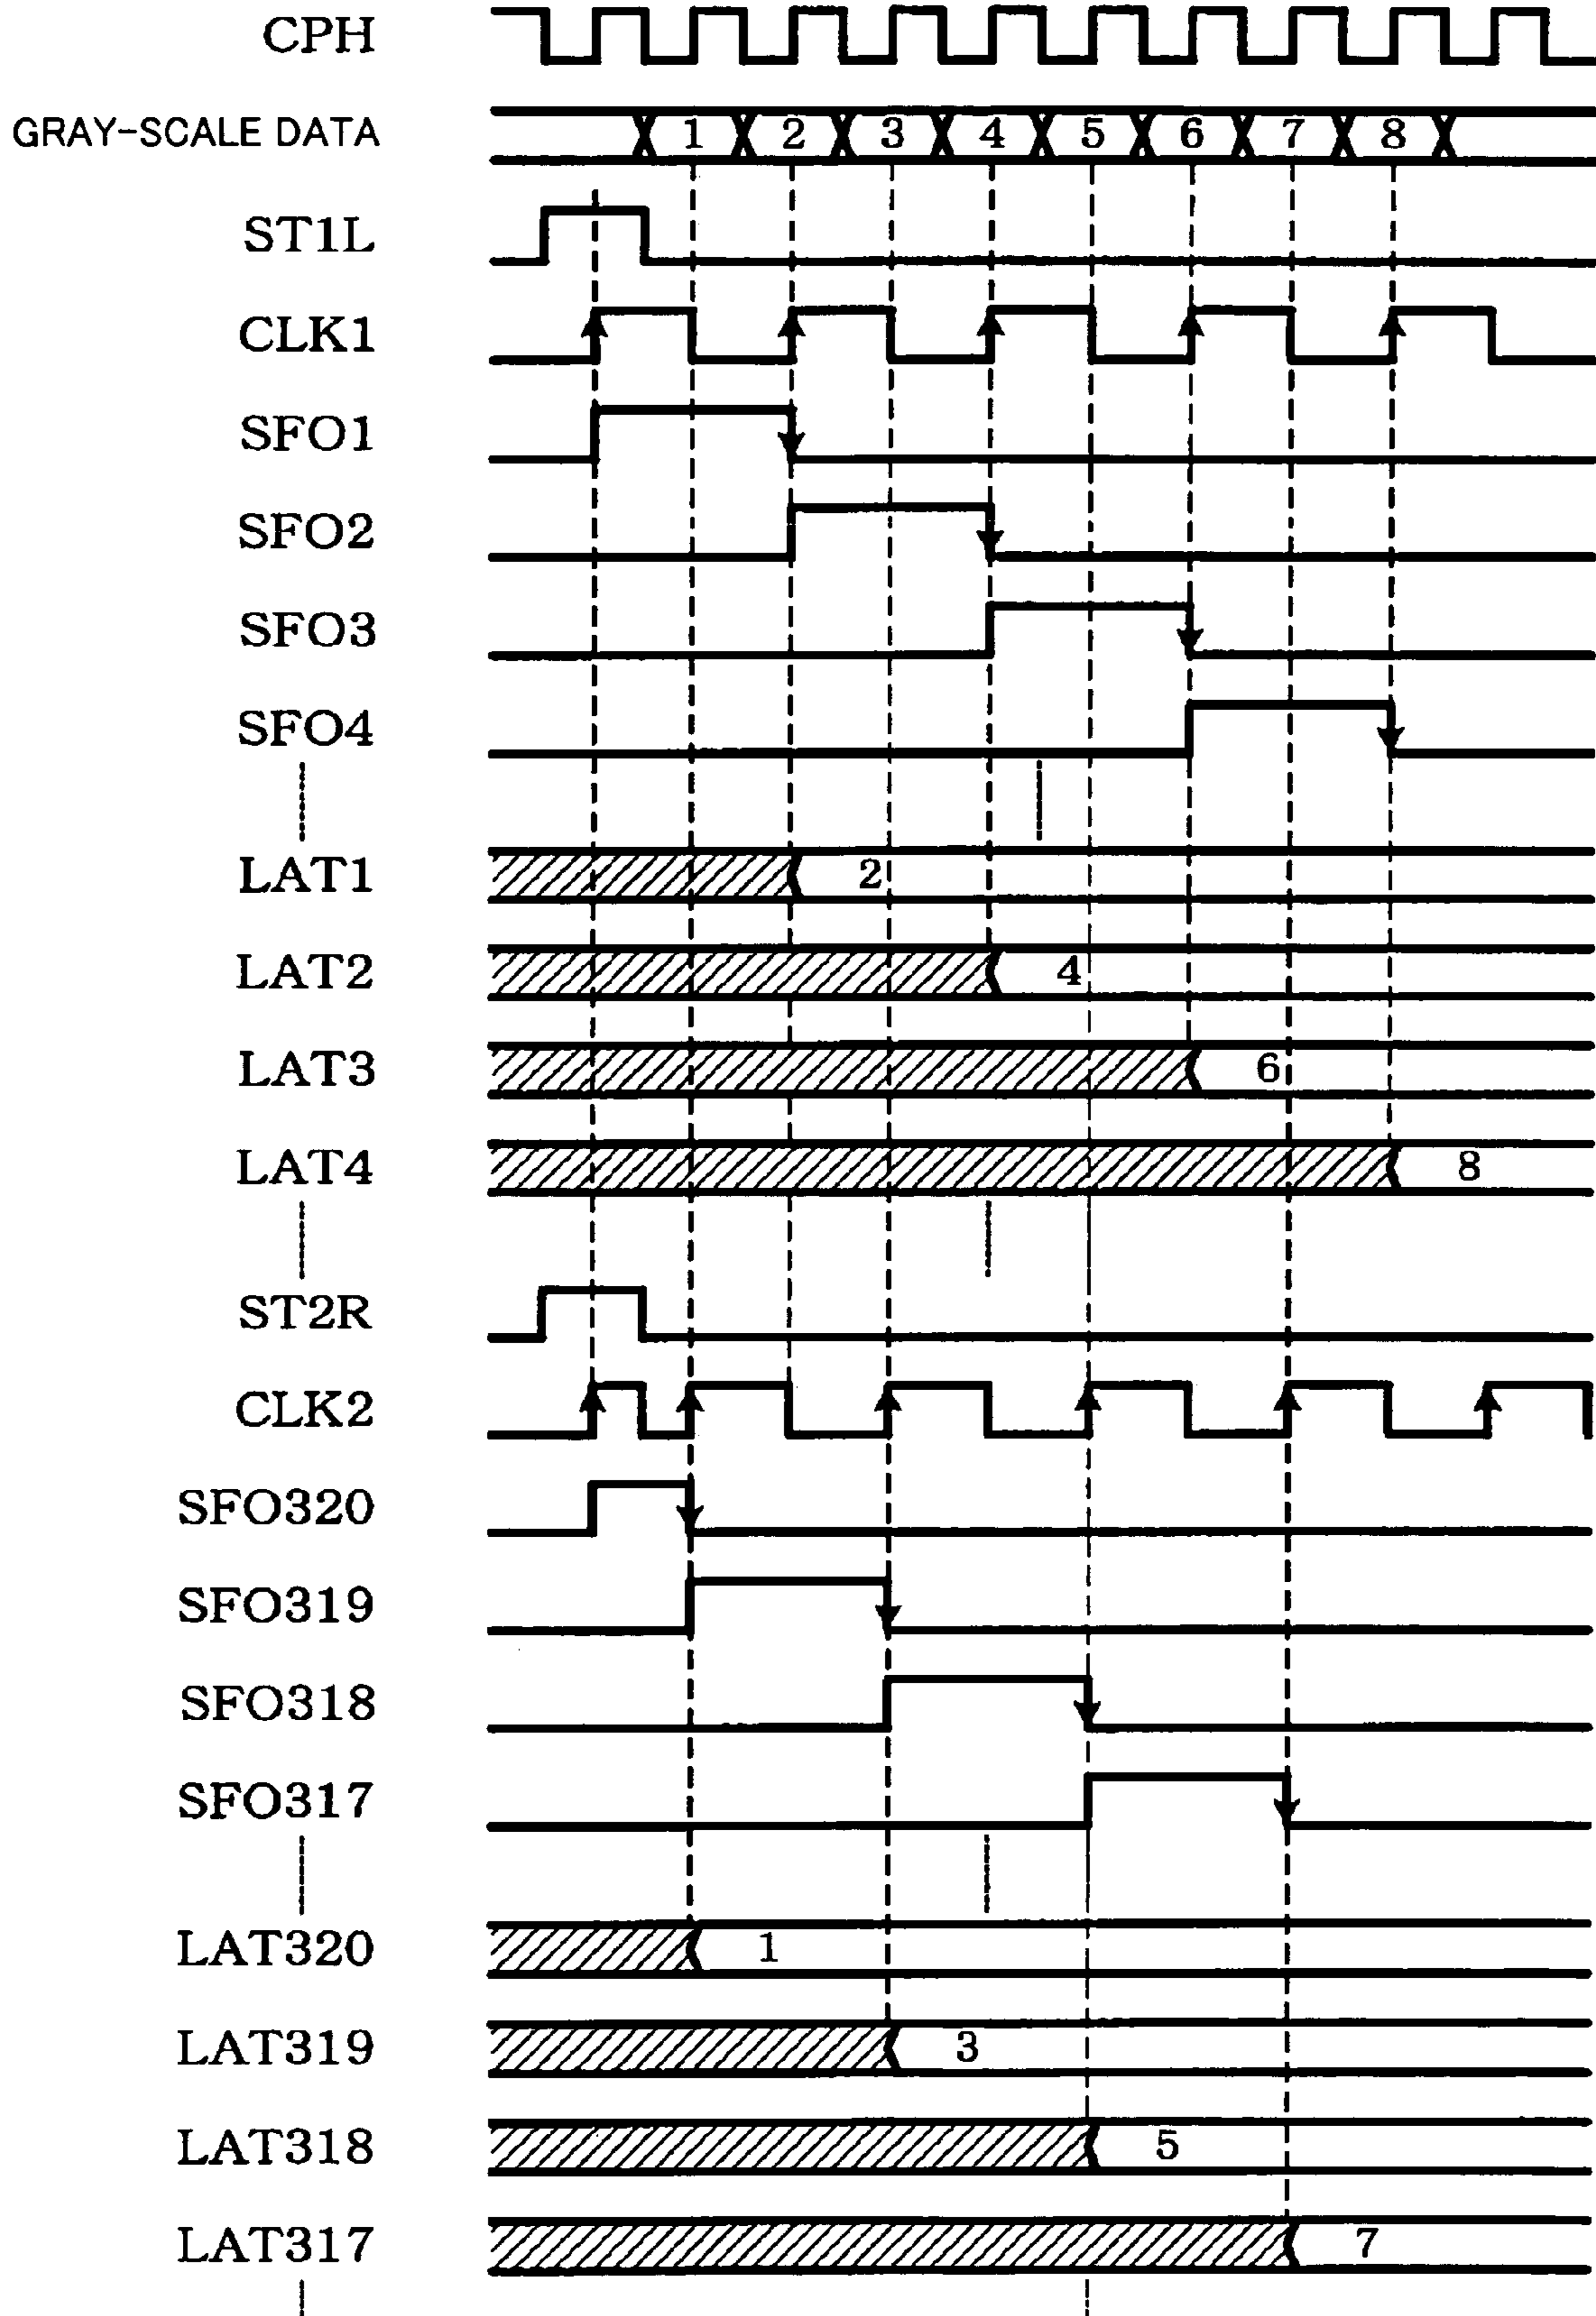 CPH
GRAY-SCALE DATA 1 2 3 4 5 6 7 8
ST1L
CLK1
SFO1
SFO2
SFO3
SFO4
LAT1 2
LAT2 4
LAT3 6
LAT4 8
ST2R
CLK2
SFO320
SFO319
SFO318
SFO317
LAT320 1
LAT319 3
LAT318 5
LAT317 7